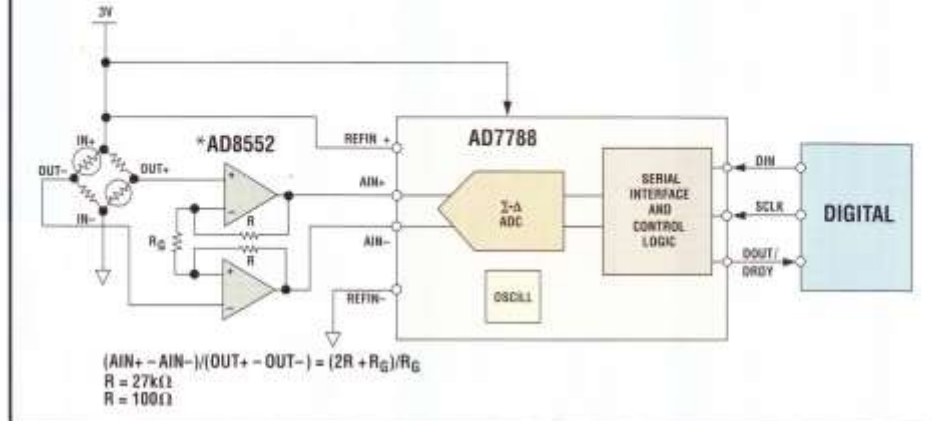 3V
IN+
OUT-
OUT+
IN-
*AD8552
+
-
R
R
RG
+
-
REFIN +
AIN+
AIN-
REFIN-
AD7788
Σ-Δ
ADC
OSCILL
SERIAL
INTERFACE
AND
CONTROL
LOGIC
DIN
SCLK
DOUT/
DRDY
DIGITAL
(AIN+ – AIN–)/(OUT+ – OUT–) = (2R + RG)/RG
R = 27kΩ
R = 100Ω